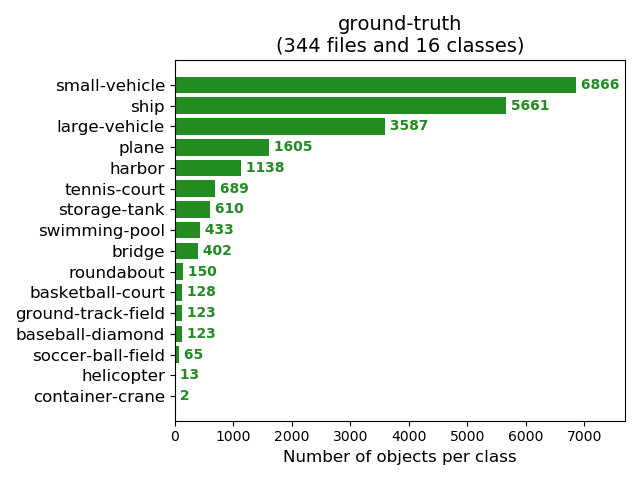 ground-truth
(344 files and 16 classes)
small-vehicle 6866
ship 5661
large-vehicle 3587
plane 1605
harbor 1138
tennis-court 689
storage-tank 610
swimming-pool 433
bridge 402
roundabout 150
basketball-court 128
ground-track-field 123
baseball-diamond 123
soccer-ball-field 65
helicopter 13
container-crane 2
0 1000 2000 3000 4000 5000 6000 7000
Number of objects per class